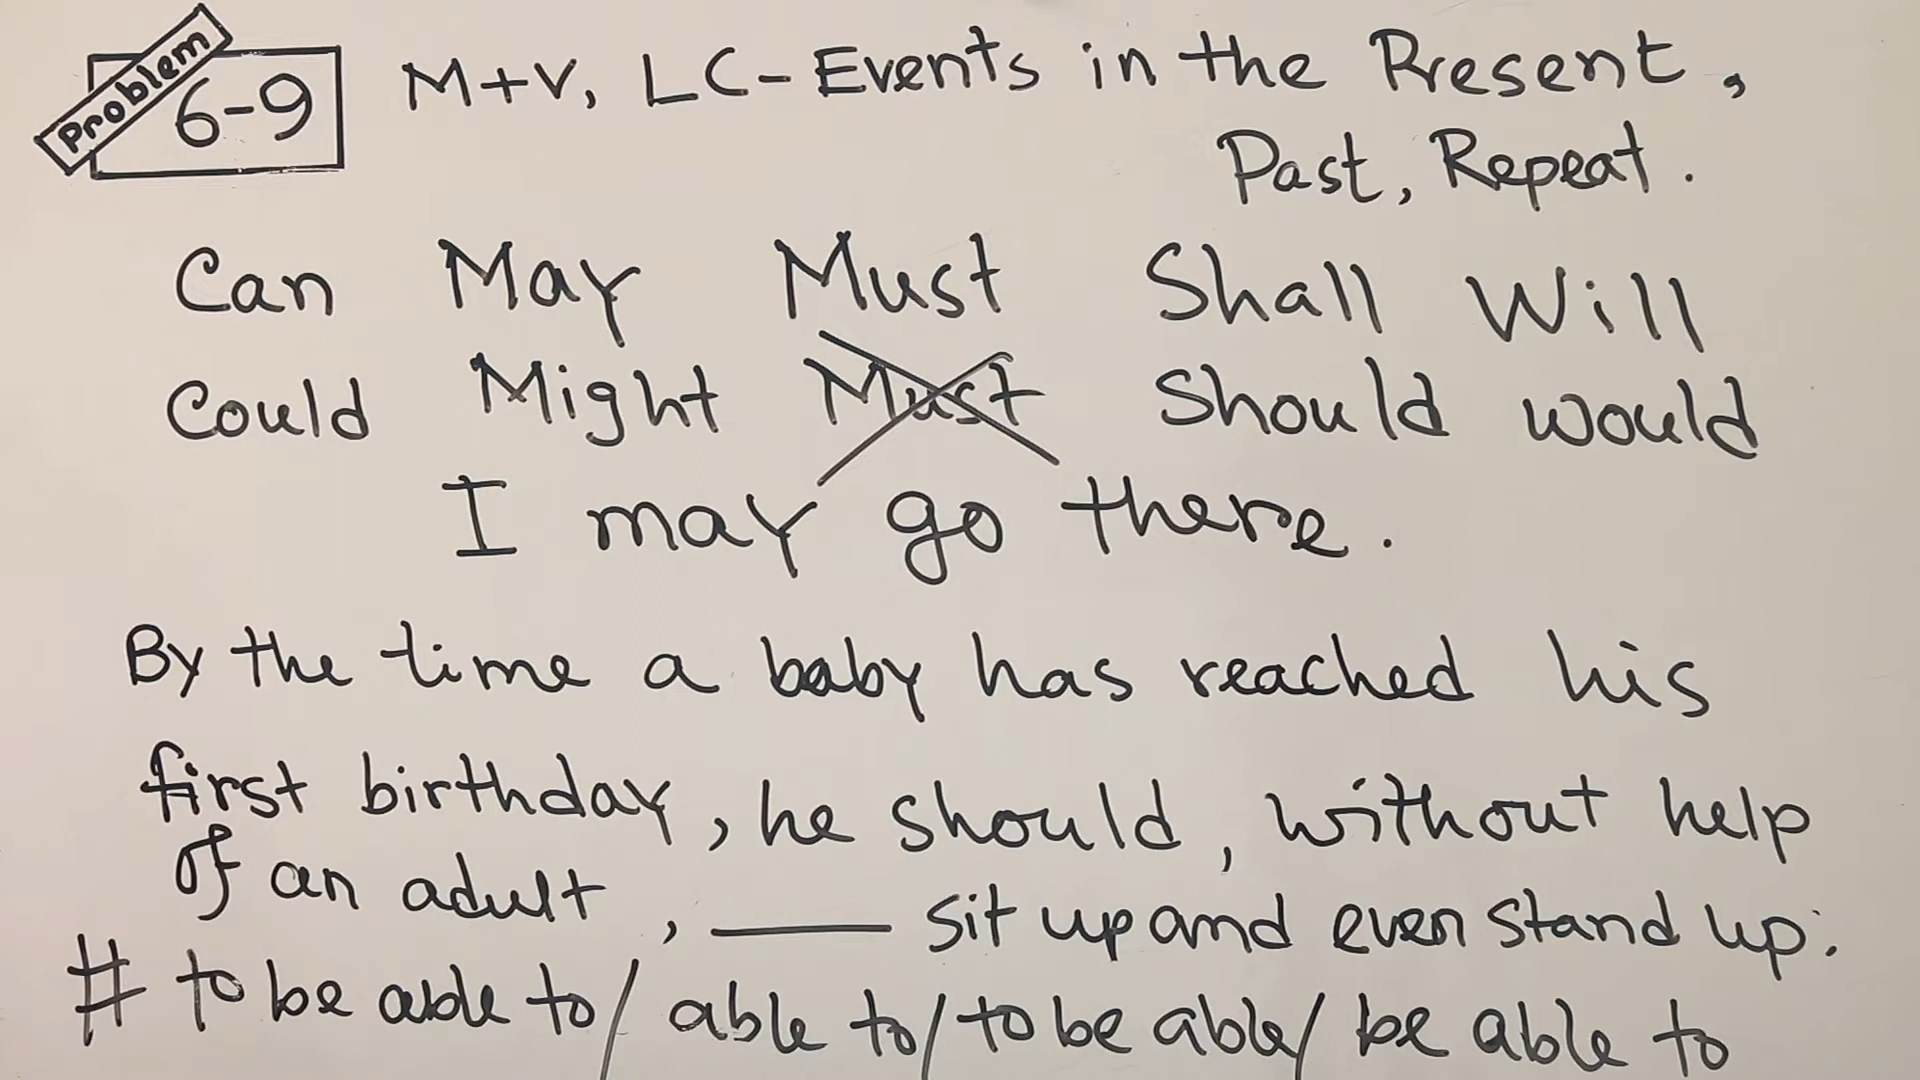 Problem
6-9
M+V, LC-Events in the Present,
Past, Repeat.
Can May Must Shall Will
Could Might Must Should would
I may go there.
By the time a baby has reached his
first birthday, he should, without help
of an adult, ___ sit up and even stand up.
# to be able to/ able to/ to be able/ be able to